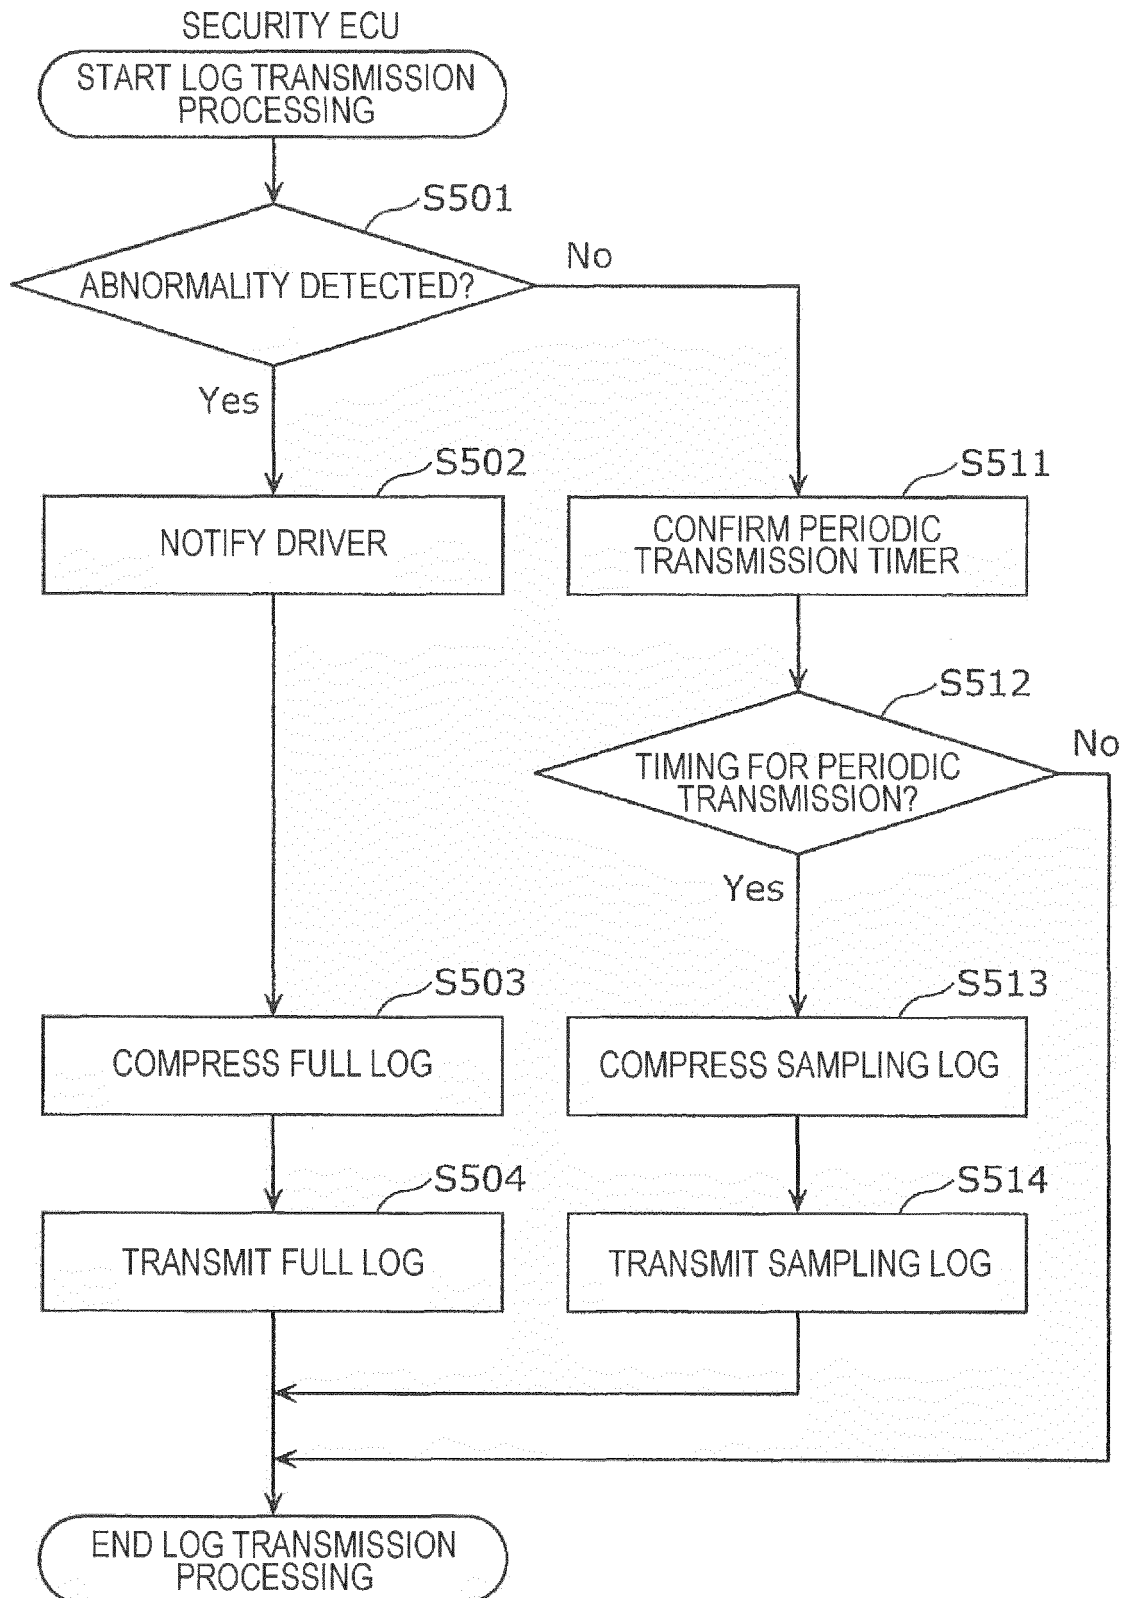 SECURITY ECU
START LOG TRANSMISSION
PROCESSING
S501
ABNORMALITY DETECTED?
No
Yes
S502
NOTIFY DRIVER
S511
CONFIRM PERIODIC
TRANSMISSION TIMER
S512
TIMING FOR PERIODIC
TRANSMISSION?
No
Yes
S503
COMPRESS FULL LOG
S513
COMPRESS SAMPLING LOG
S504
TRANSMIT FULL LOG
S514
TRANSMIT SAMPLING LOG
END LOG TRANSMISSION
PROCESSING